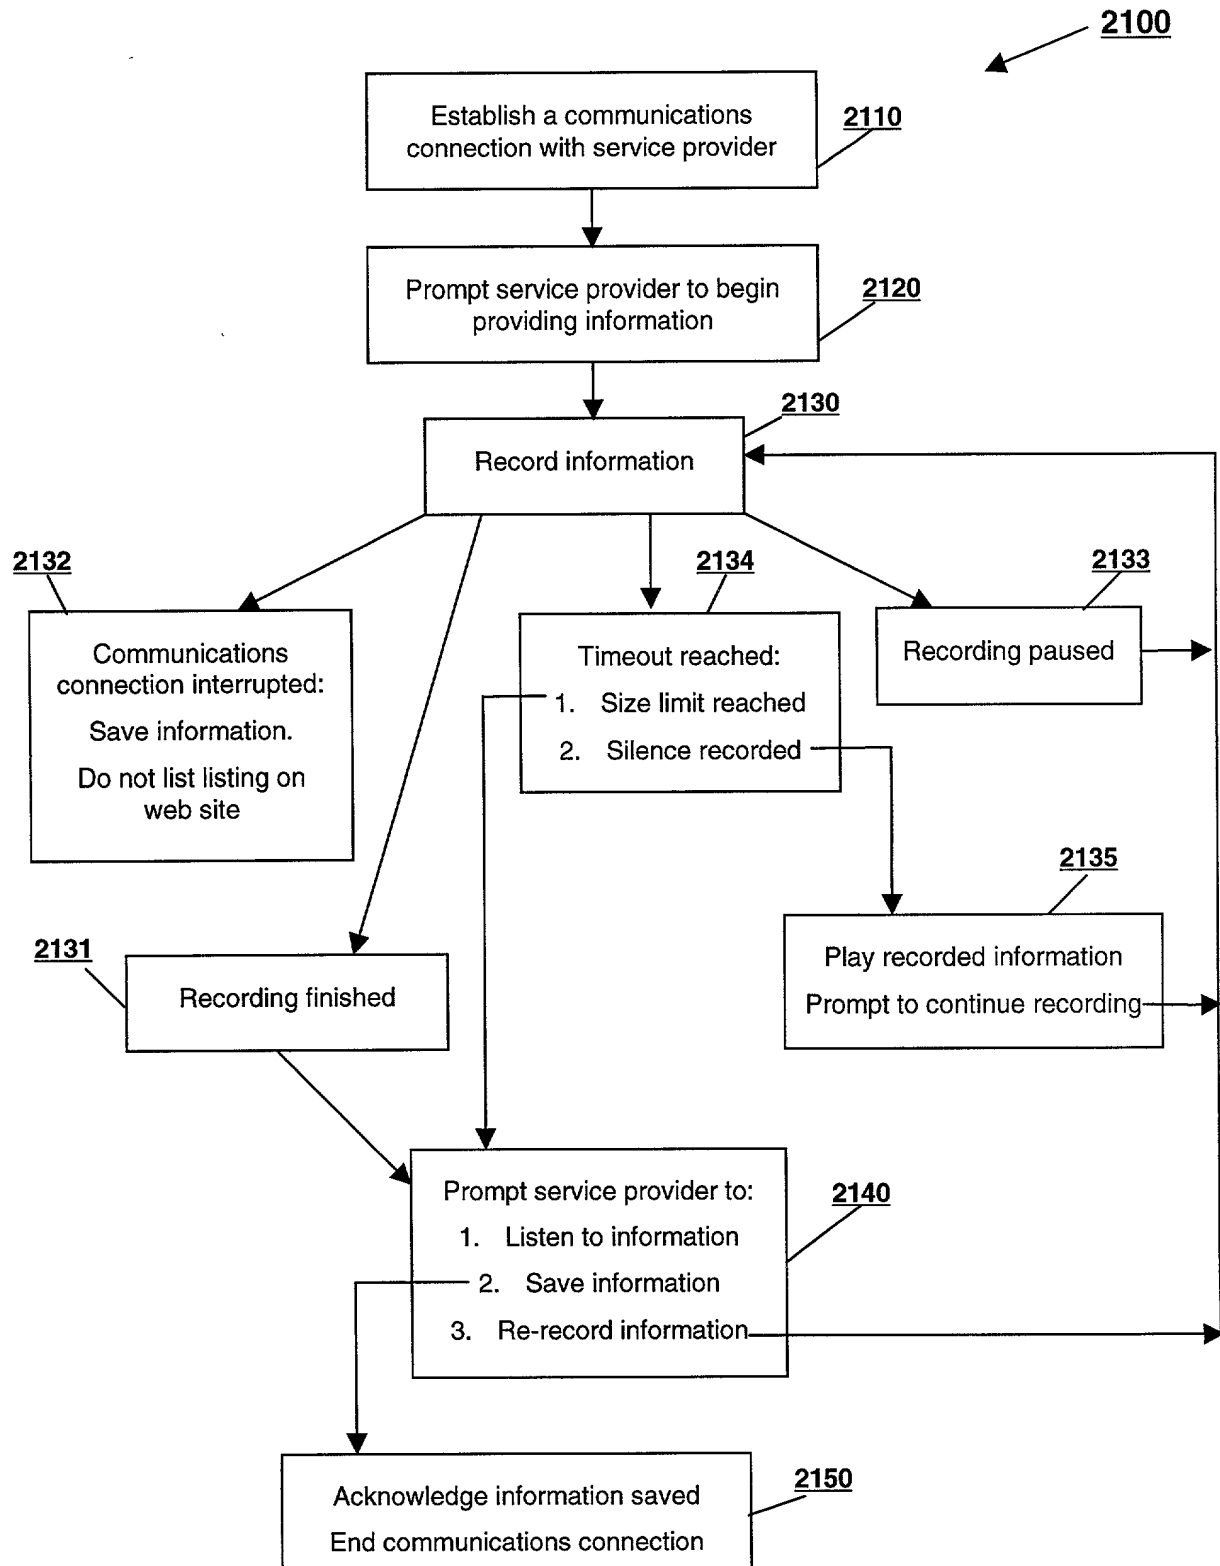 2100
Establish a communications
connection with service provider
2110
Prompt service provider to begin
providing information
2120
2130
Record information
2132
2134
2133
Communications
connection interrupted:
Save information.
Do not list listing on
web site
Timeout reached:
1. Size limit reached
2. Silence recorded
Recording paused
2135
Play recorded information
Prompt to continue recording
2131
Recording finished
Prompt service provider to:
1. Listen to information
2. Save information
3. Re-record information
2140
Acknowledge information saved
End communications connection
2150